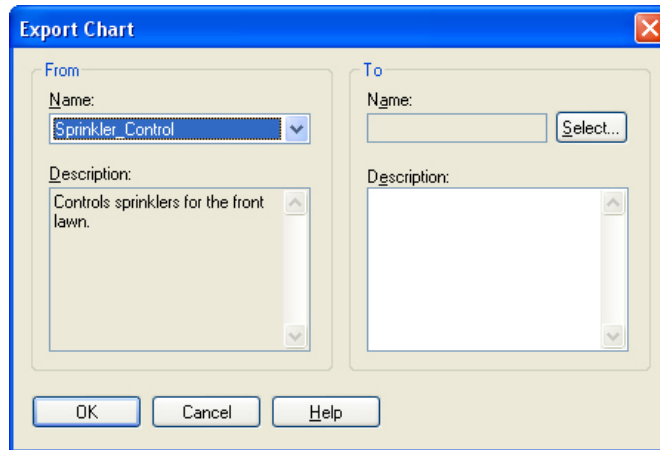 Export Chart
From
Name:
Sprinkler_Control
Description:
Controls sprinklers for the front
lawn.
To
Name:
Select...
Description:
OK
Cancel
Help